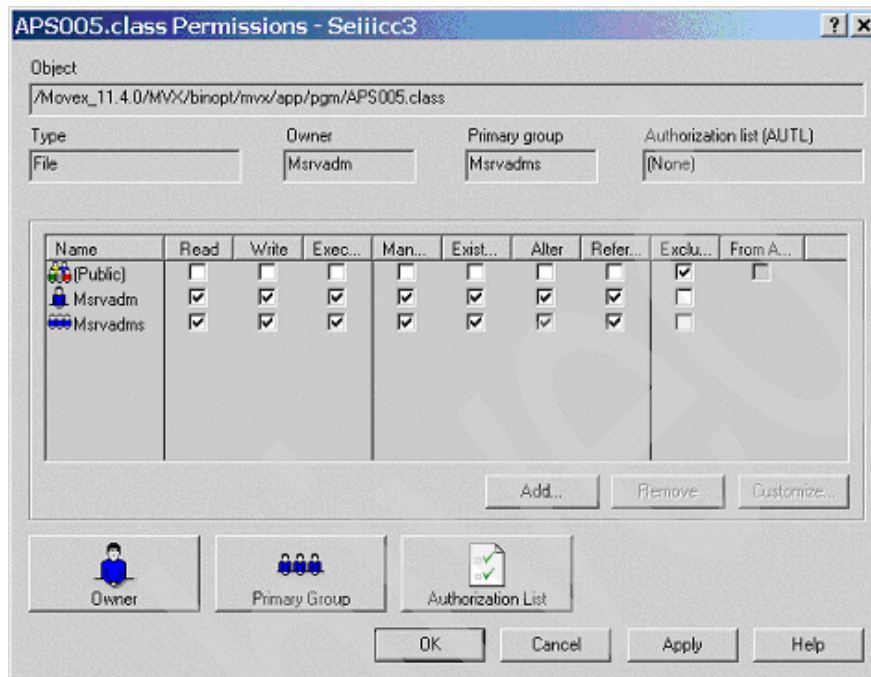 APS005.class Permissions - Seiiicc3
Object
/Movex_11.4.0/MVX/binopt/mvx/app/pgm/APS005.class
Type Owner Primary group Authorization list (AUTL)
File Msrvadm Msrvadms (None)
Name Read Write Exec... Man... Exist... Alter Refer... Exclu... From A...
(Public)
Msrvadm
Msrvadms
Add... Remove Customize...
Owner Primary Group Authorization List
OK Cancel Apply Help